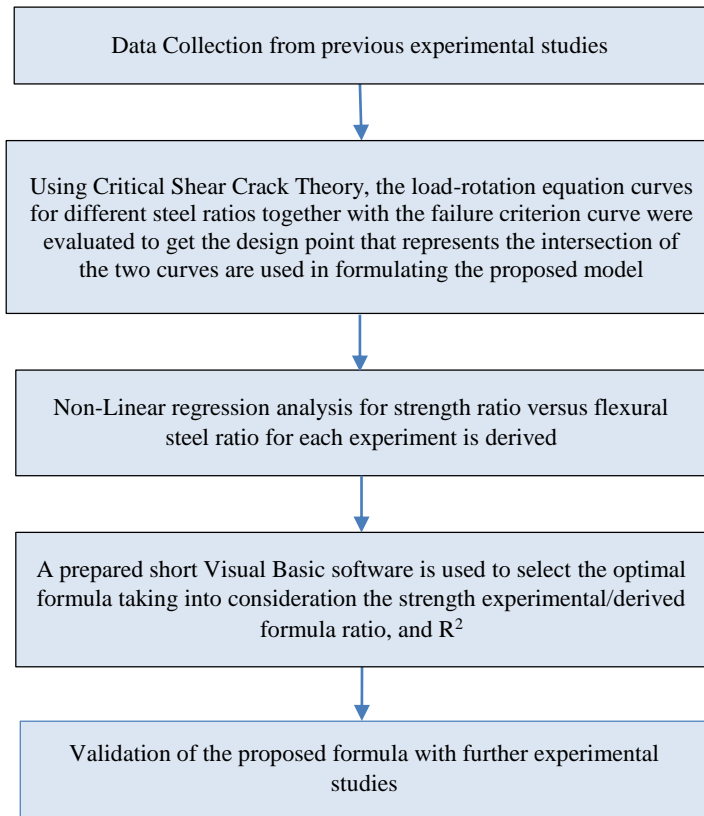 Data Collection from previous experimental studies
Using Critical Shear Crack Theory, the load-rotation equation curves
for different steel ratios together with the failure criterion curve were
evaluated to get the design point that represents the intersection of
the two curves are used in formulating the proposed model
Non-Linear regression analysis for strength ratio versus flexural
steel ratio for each experiment is derived
A prepared short Visual Basic software is used to select the optimal
formula taking into consideration the strength experimental/derived
formula ratio, and R²
Validation of the proposed formula with further experimental
studies